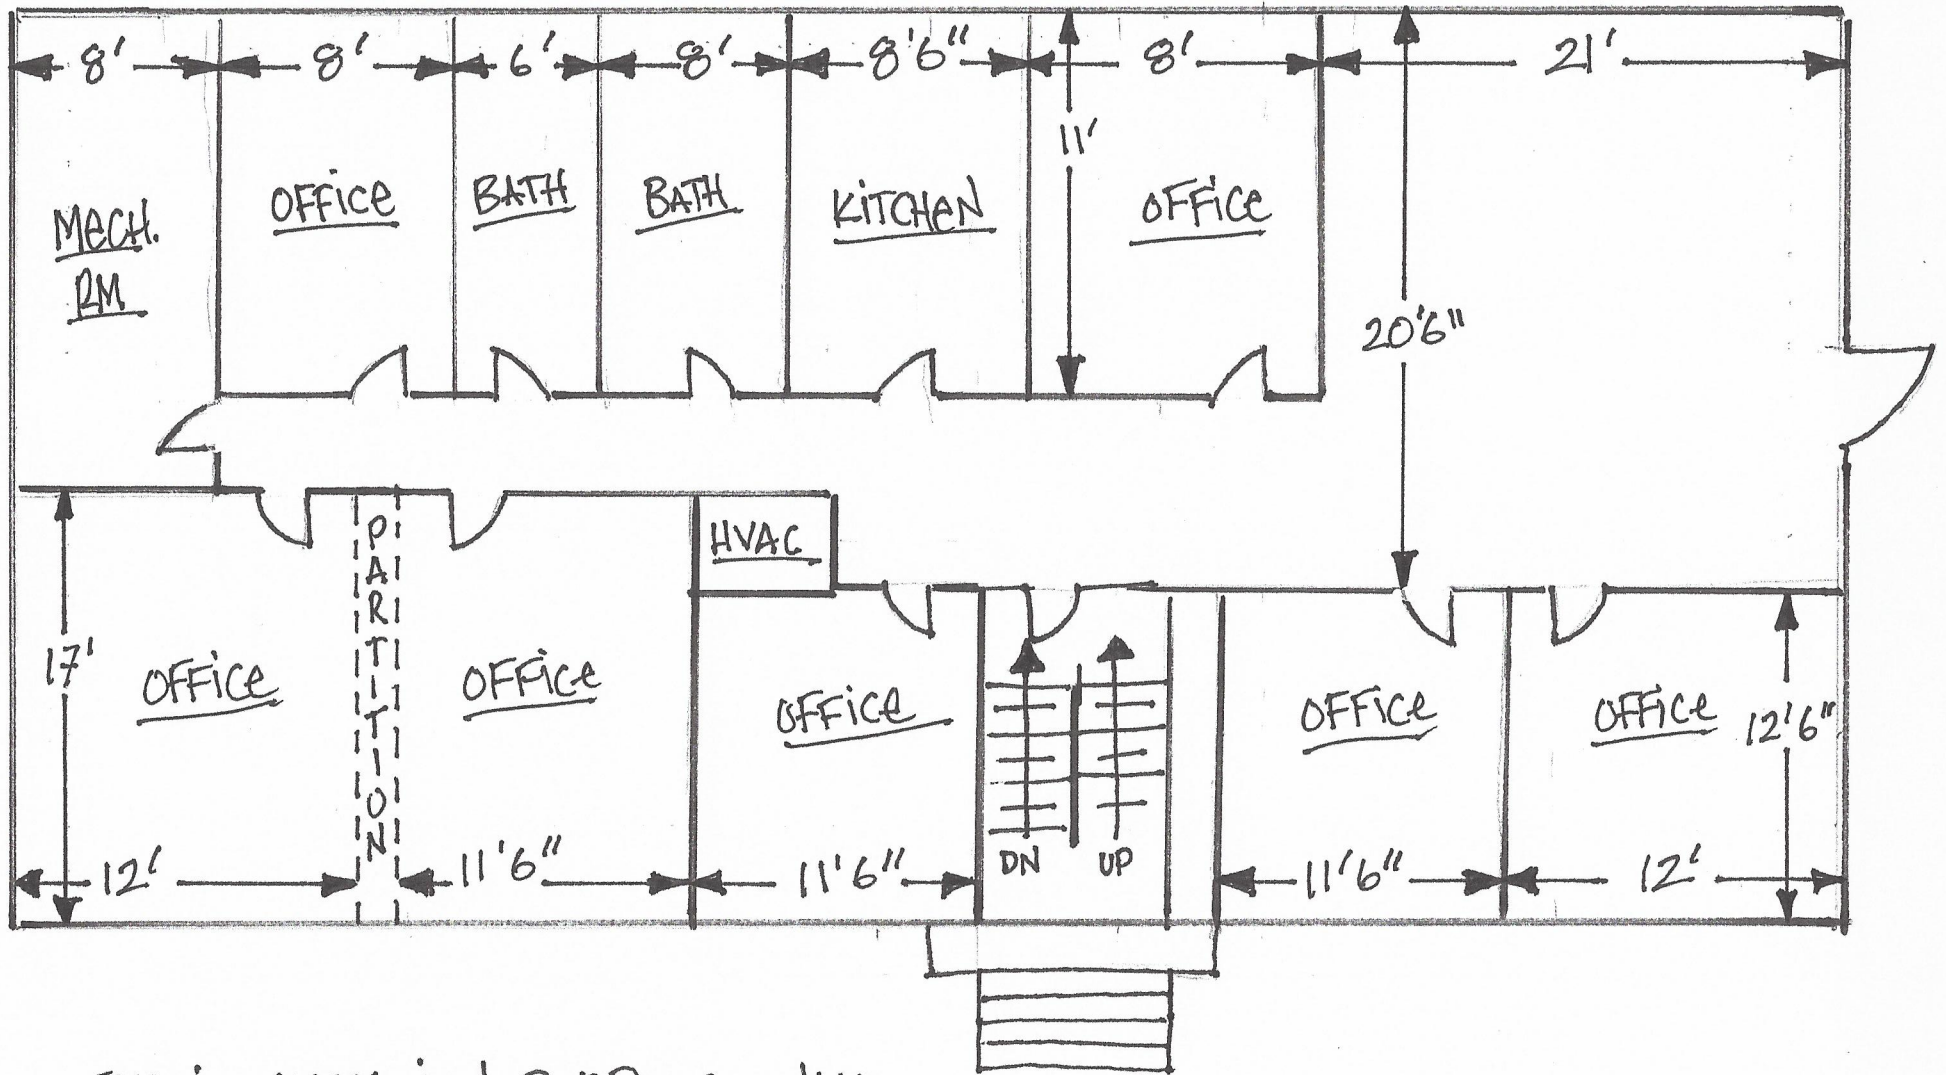 8' 8' 6' 8' 8'6" 8' 21'
11'
OFFICE BATH BATH KITCHEN OFFICE
MECH.
RM
20'6"
HVAC
PARTITION
17'
OFFICE OFFICE OFFICE OFFICE OFFICE 12'6"
DN UP
12' 11'6" 11'6" 11'6" 12'